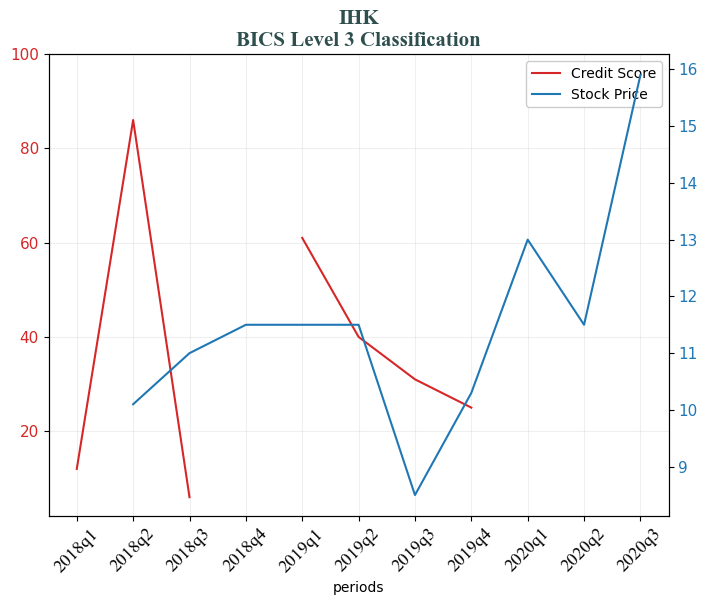 IHK
BICS Level 3 Classification
Credit Score
Stock Price
100
80
60
40
20
16
15
14
13
12
11
10
9
2018q1
2018q2
2018q3
2018q4
2019q1
2019q2
2019q3
2019q4
2020q1
2020q2
2020q3
periods